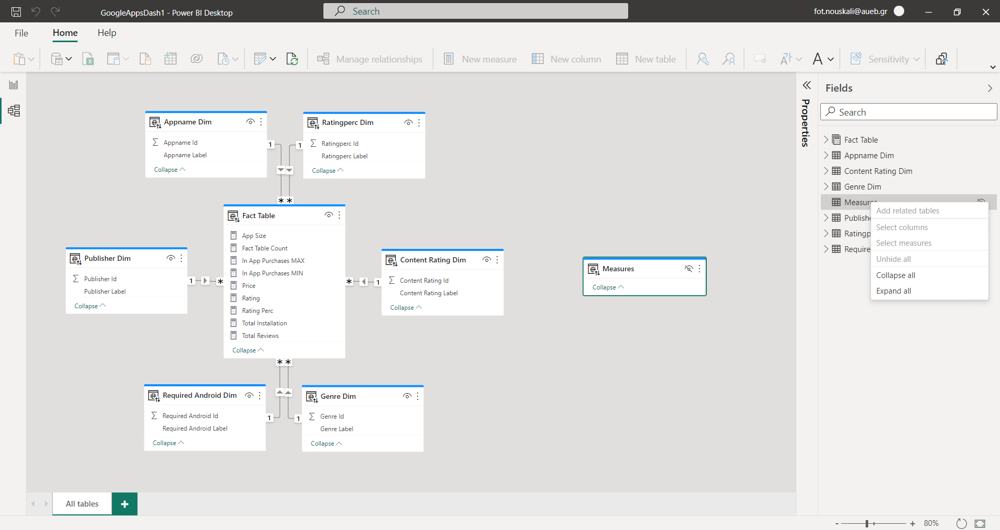 GoogleAppsDash1 - Power BI Desktop
Search
fot.nouskali@aueb.gr
File
Home
Help
Manage relationships
New measure
New column
New table
Sensitivity
Appname Dim
Appname Id
Appname Label
Collapse
1
Ratingperc Dim
Ratingperc Id
Ratingperc Label
Collapse
1
* *
Fact Table
App Size
Fact Table Count
In App Purchases MAX
In App Purchases MIN
Price
Rating
Rating Perc
Total Installation
Total Reviews
Collapse
* *
Publisher Dim
Publisher Id
Publisher Label
Collapse
1
*
Content Rating Dim
Content Rating Id
Content Rating Label
Collapse
*
1
Measures
Collapse
Required Android Dim
Required Android Id
Required Android Label
Collapse
1
Genre Dim
Genre Id
Genre Label
Collapse
1
Properties
Fields
Search
Fact Table
Appname Dim
Content Rating Dim
Genre Dim
Measures
Publishe
Ratingp
Require
Add related tables
Select columns
Select measures
Unhide all
Collapse all
Expand all
All tables
+
- + 80%